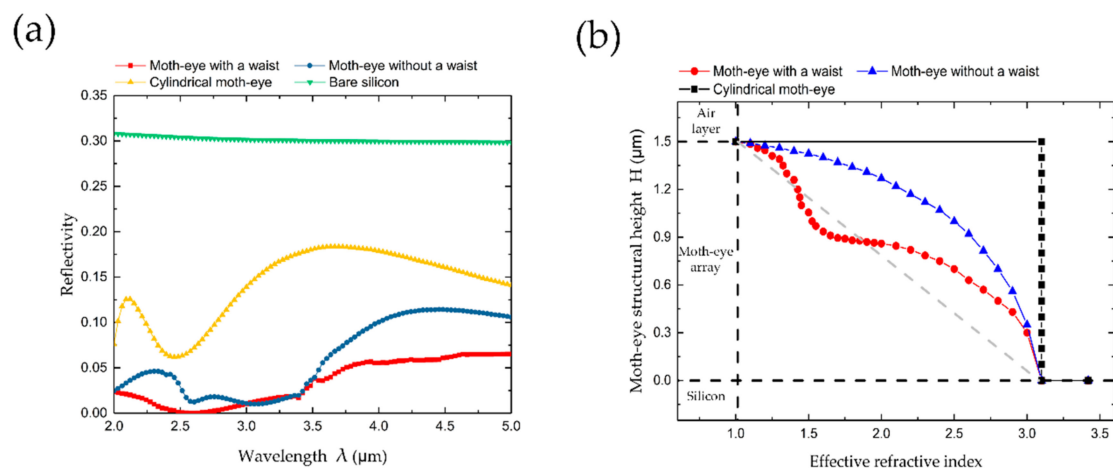 (a)
Moth-eye with a waist
Moth-eye without a waist
Cylindrical moth-eye
Bare silicon
0.35
0.30
0.25
0.20
0.15
0.10
0.05
0.00
Reflectivity
2.0 2.5 3.0 3.5 4.0 4.5 5.0
Wavelength λ (μm)
(b)
Moth-eye with a waist
Moth-eye without a waist
Cylindrical moth-eye
Air
layer
1.5
1.2
0.9
0.6
0.3
0.0
Moth-eye structural height H (μm)
Moth-eye
array
Silicon
1.0 1.5 2.0 2.5 3.0 3.5
Effective refractive index